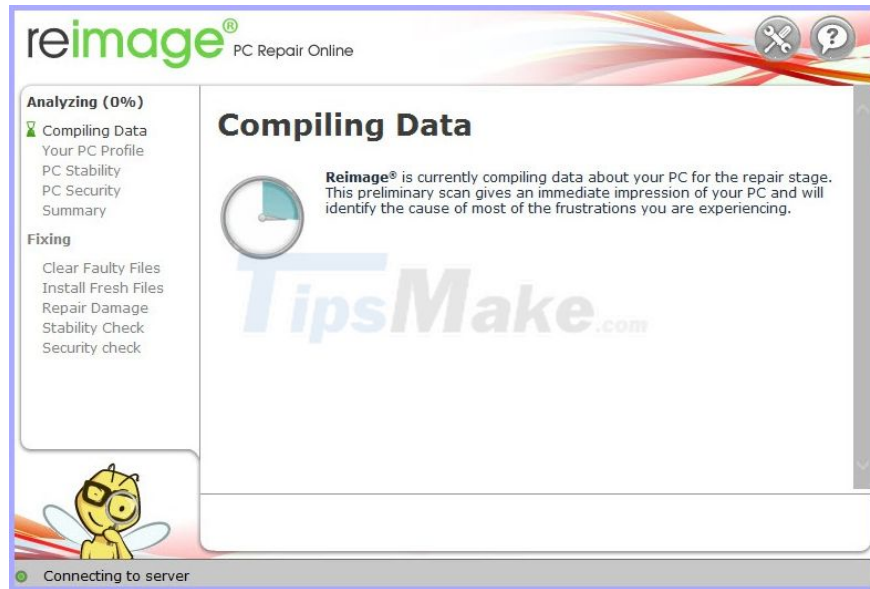 reimage®
PC Repair Online
?
Analyzing (0%)
Compiling Data
Your PC Profile
PC Stability
PC Security
Summary
Fixing
Clear Faulty Files
Install Fresh Files
Repair Damage
Stability Check
Security check
Compiling Data
Reimage® is currently compiling data about your PC for the repair stage.
This preliminary scan gives an immediate impression of your PC and will
identify the cause of most of the frustrations you are experiencing.
TipsMake.com
Connecting to server